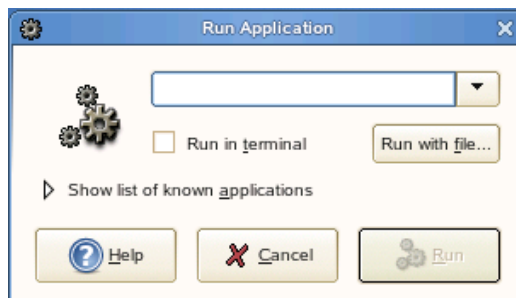 Run Application
Run in terminal
Run with file...
Show list of known applications
Help
Cancel
Run